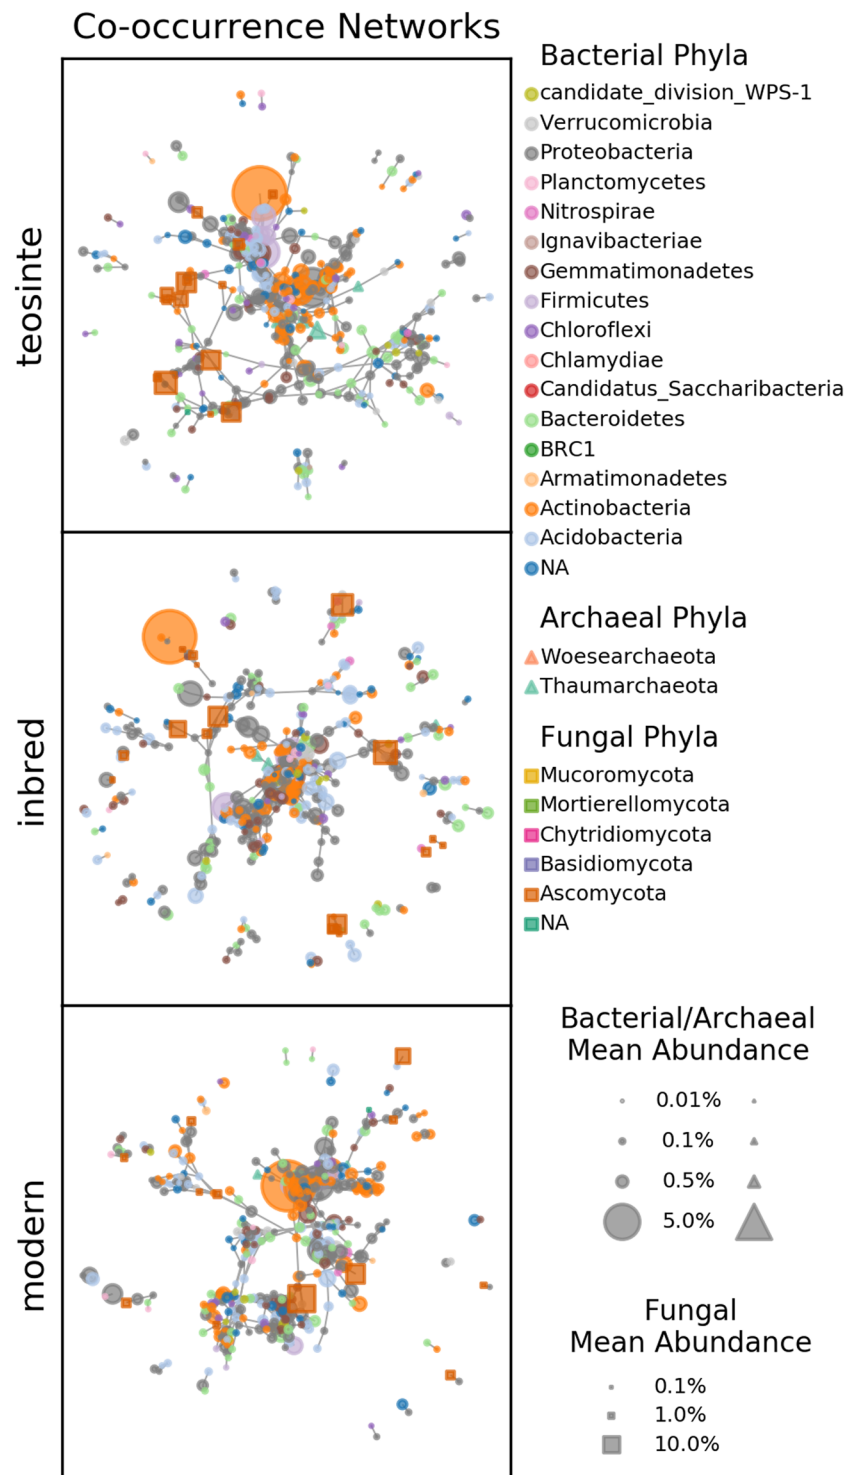 Co-occurrence Networks
teosinte
inbred
modern
Bacterial Phyla
candidate_division_WPS-1
Verrucomicrobia
Proteobacteria
Planctomycetes
Nitrospirae
Ignavibacteriae
Gemmatimonadetes
Firmicutes
Chloroflexi
Chlamydiae
Candidatus_Saccharibacteria
Bacteroidetes
BRC1
Armatimonadetes
Actinobacteria
Acidobacteria
NA
Archaeal Phyla
Woesearchaeota
Thaumarchaeota
Fungal Phyla
Mucoromycota
Mortierellomycota
Chytridiomycota
Basidiomycota
Ascomycota
NA
Bacterial/Archaeal
Mean Abundance
0.01%
0.1%
0.5%
5.0%
Fungal
Mean Abundance
0.1%
1.0%
10.0%